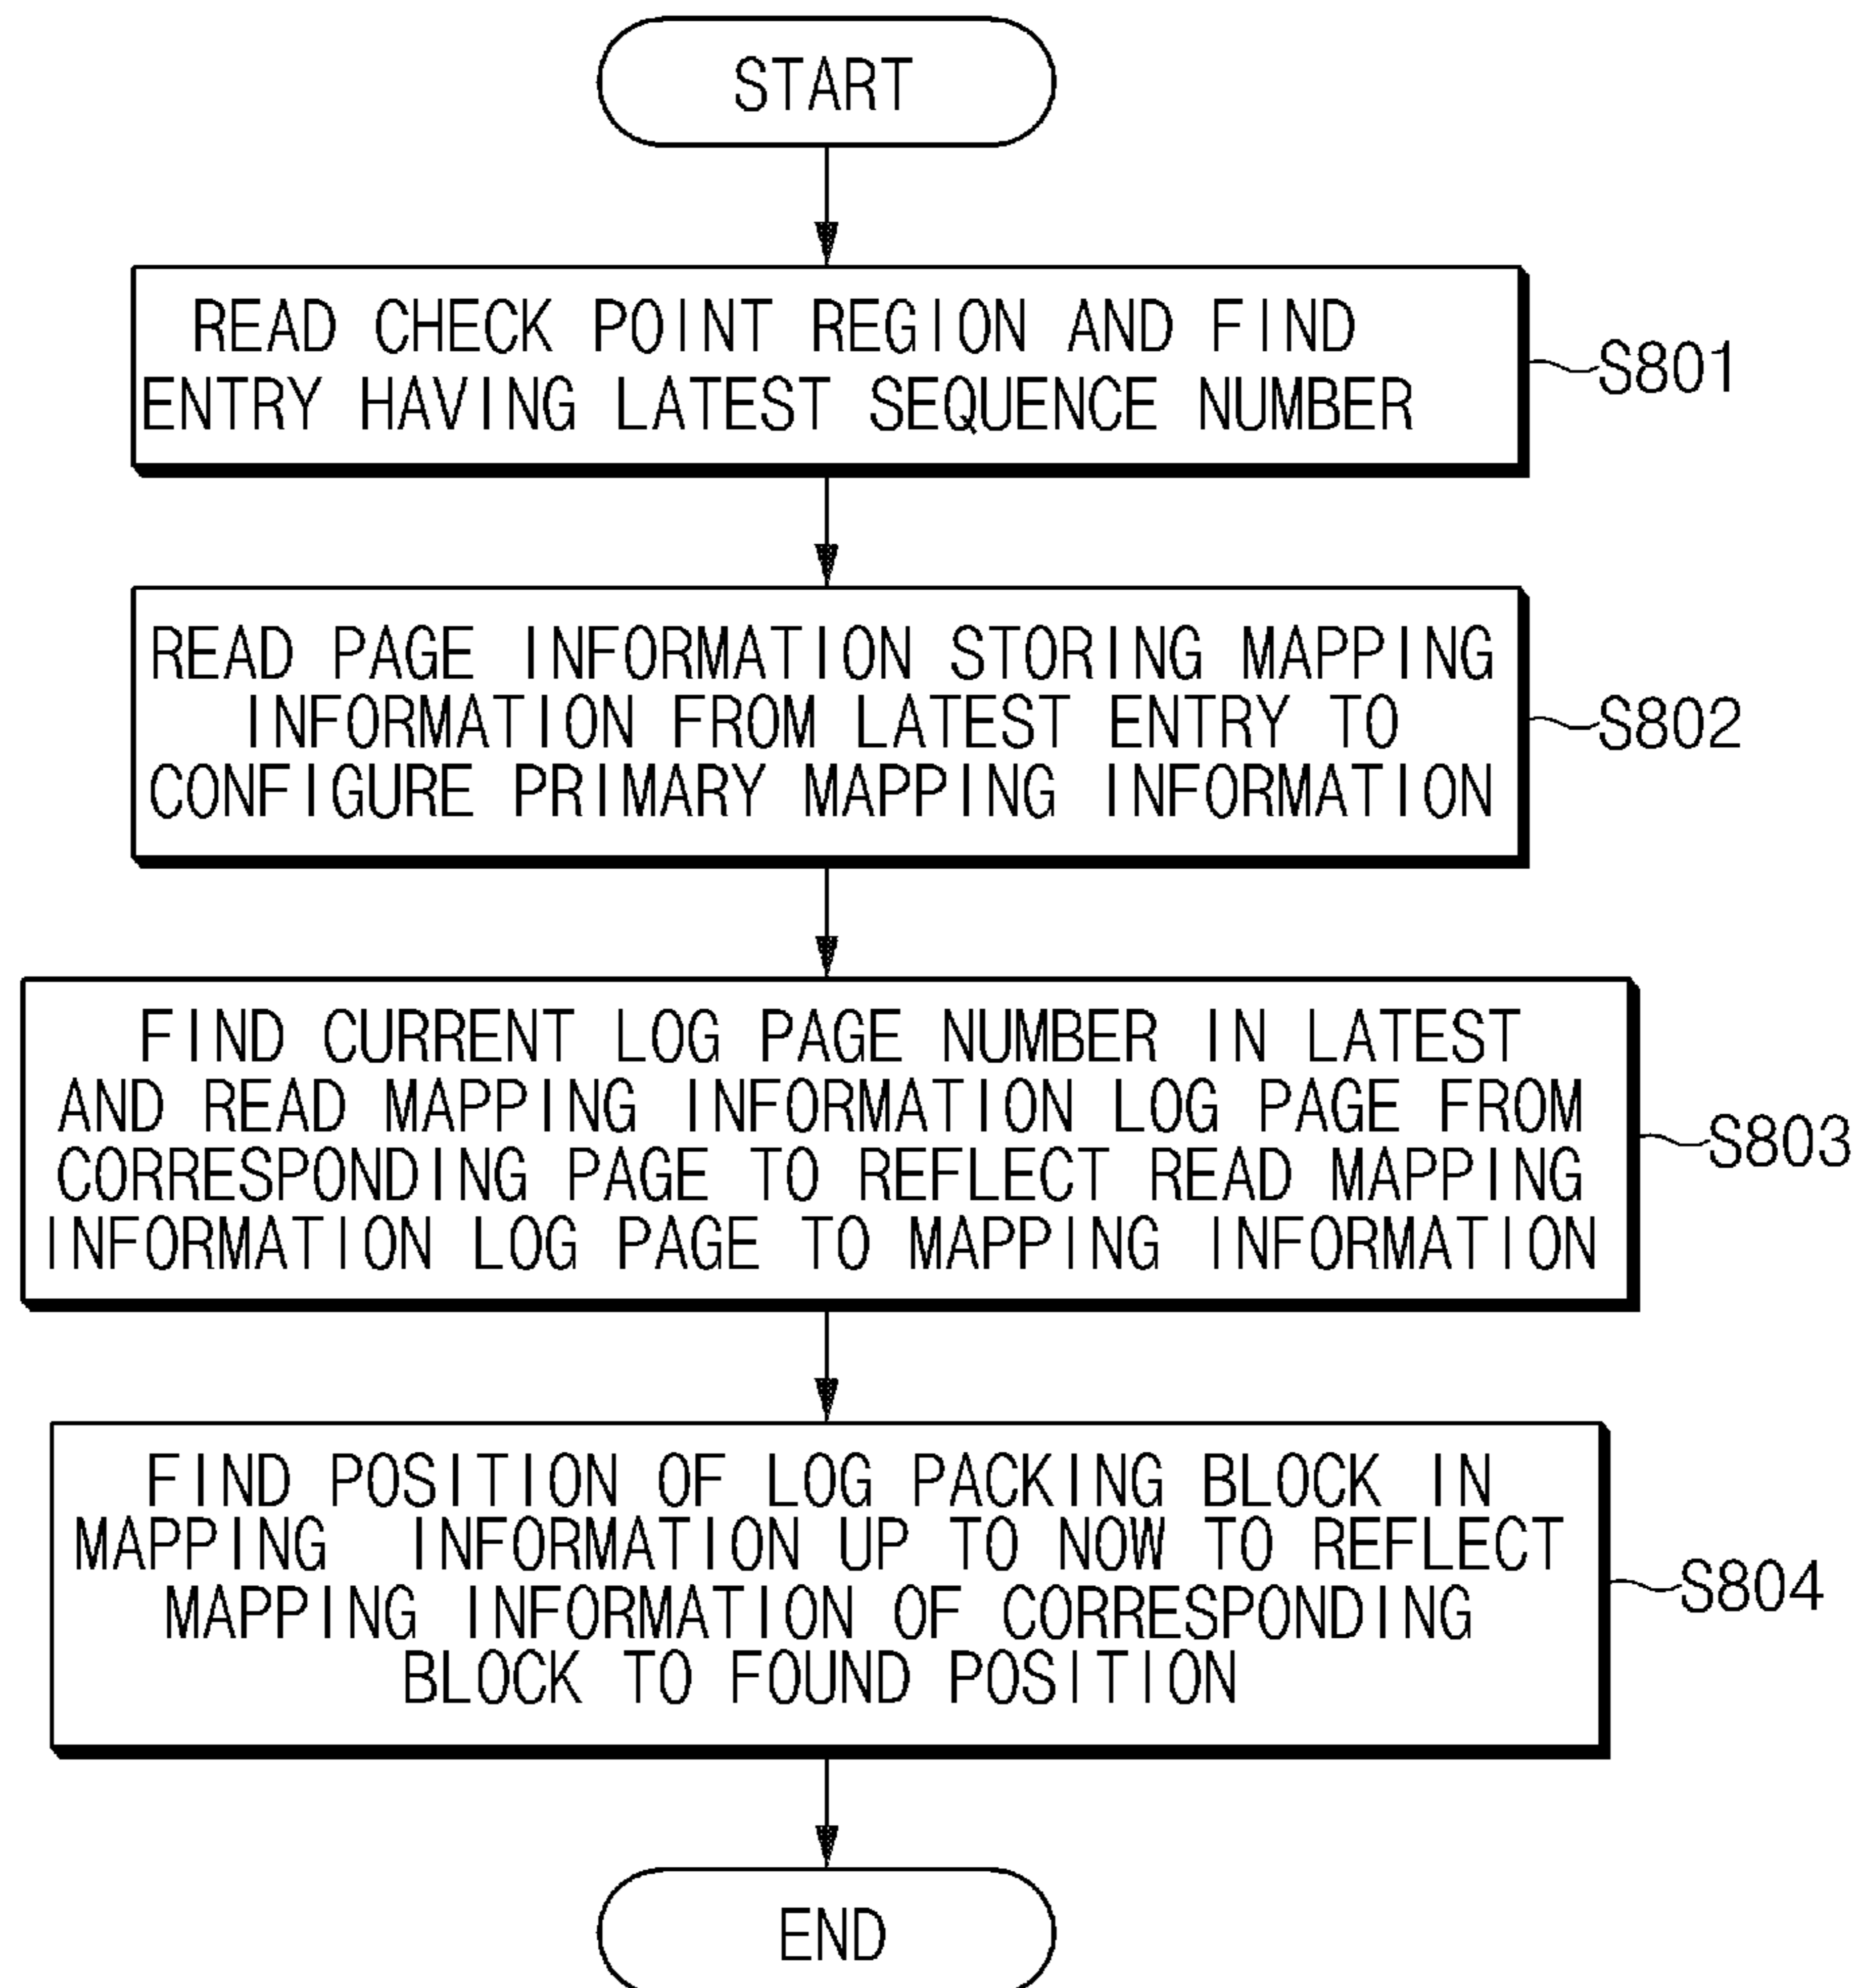 START
READ CHECK POINT REGION AND FIND
ENTRY HAVING LATEST SEQUENCE NUMBER
S801
READ PAGE INFORMATION STORING MAPPING
INFORMATION FROM LATEST ENTRY TO
CONFIGURE PRIMARY MAPPING INFORMATION
S802
FIND CURRENT LOG PAGE NUMBER IN LATEST
AND READ MAPPING INFORMATION LOG PAGE FROM
CORRESPONDING PAGE TO REFLECT READ MAPPING
INFORMATION LOG PAGE TO MAPPING INFORMATION
S803
FIND POSITION OF LOG PACKING BLOCK IN
MAPPING INFORMATION UP TO NOW TO REFLECT
MAPPING INFORMATION OF CORRESPONDING
BLOCK TO FOUND POSITION
S804
END